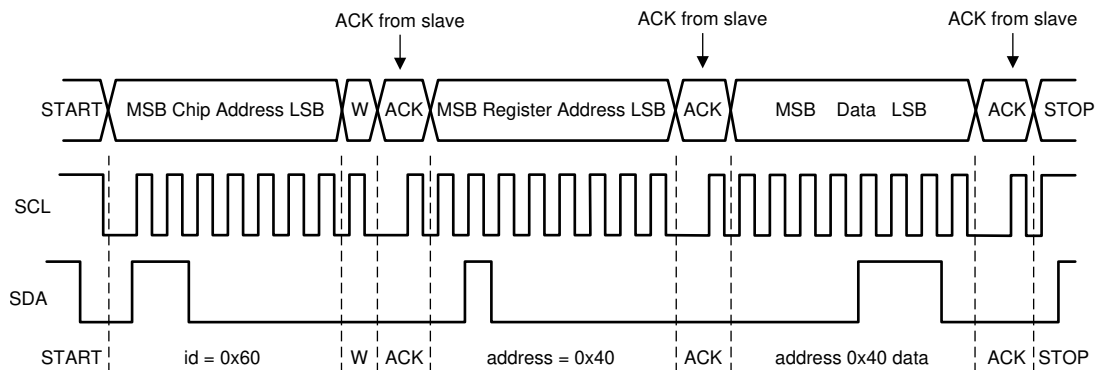 ACK from slave ACK from slave ACK from slave
START MSB Chip Address LSB W ACK MSB Register Address LSB ACK MSB Data LSB ACK STOP
SCL
SDA
START id = 0x60 W ACK address = 0x40 ACK address 0x40 data ACK STOP